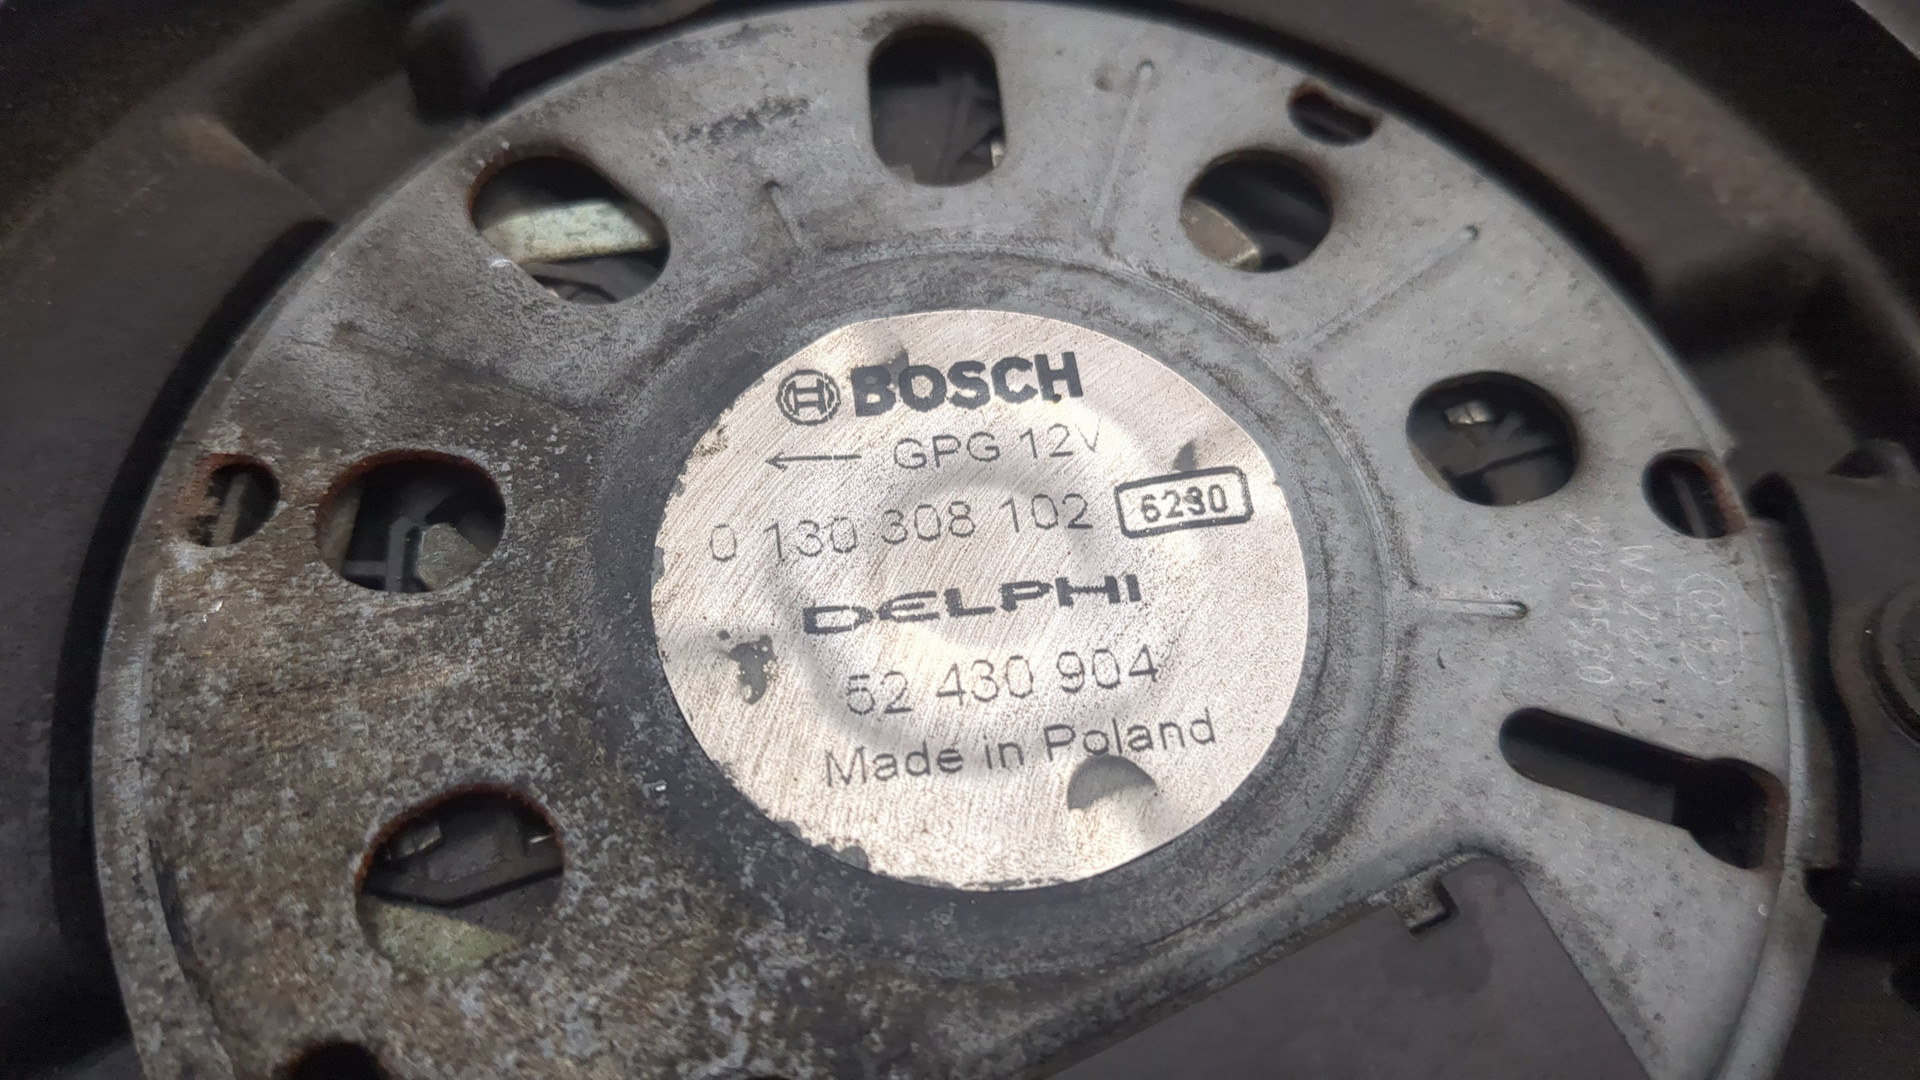 BOSCH
← GPG 12V
0 130 308 102 6230
DELPHI
52 430 904
Made in Poland